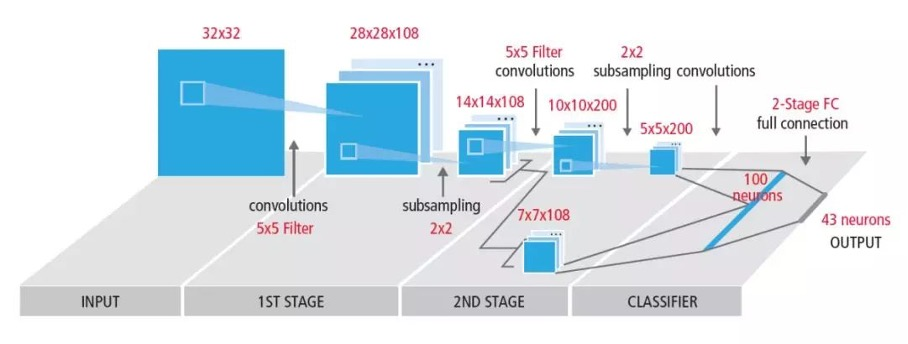 32x32
28x28x108
5x5 Filter
convolutions
2x2
subsampling convolutions
14x14x108
10x10x200
5x5x200
2-Stage FC
full connection
convolutions
5x5 Filter
subsampling
2x2
7x7x108
100
neurons
43 neurons
OUTPUT
INPUT
1ST STAGE
2ND STAGE
CLASSIFIER